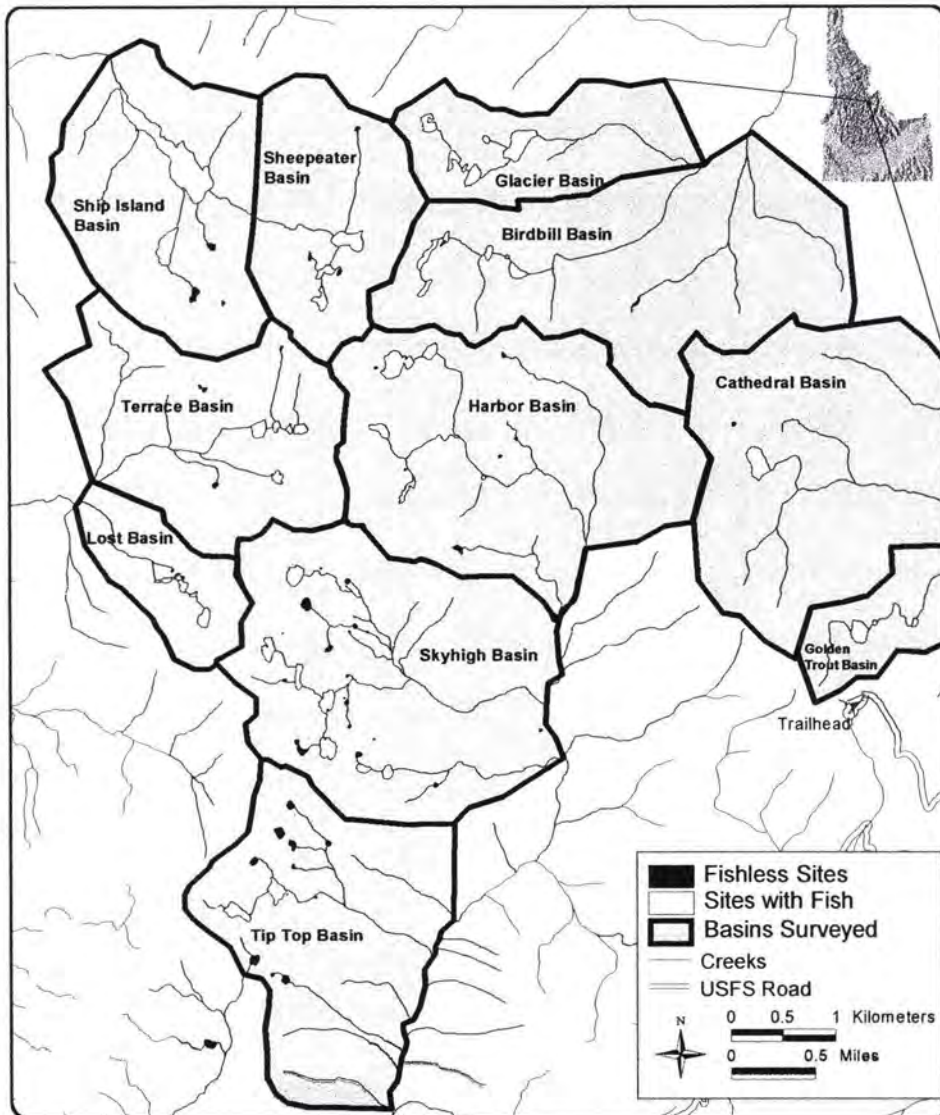 Sheepeater
Basin
Glacier Basin
Ship Island
Basin
Birdbill Basin
Cathedral Basin
Terrace Basin
Harbor Basin
Lost Basin
Skyhigh Basin
Golden
Trout Basin
Trailhead
Tip Top Basin
Fishless Sites
Sites with Fish
Basins Surveyed
Creeks
USFS Road
N
0 0.5 1 Kilometers
0 0.5 Miles